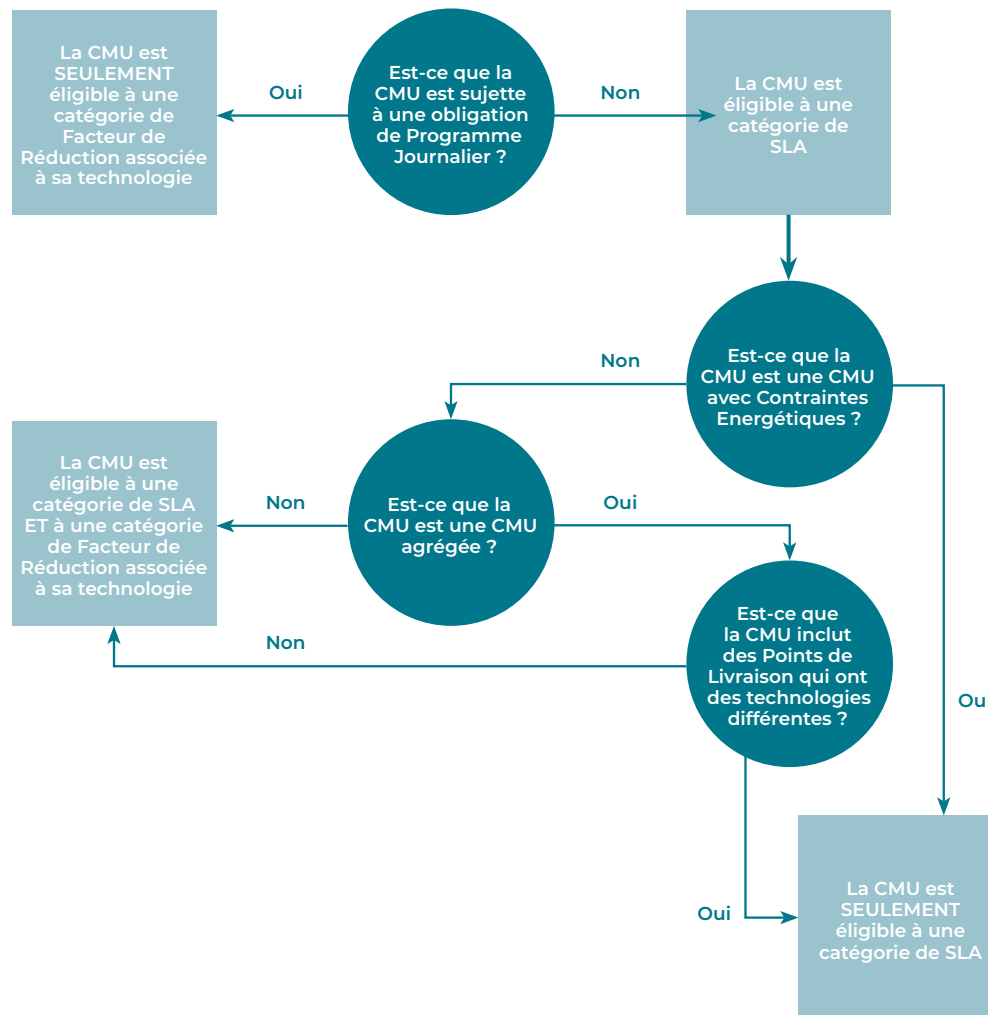 La CMU est
SEULEMENT
éligible à une
catégorie de
Facteur de
Réduction associée
à sa technologie
Oui
Est-ce que la
CMU est sujette
à une obligation
de Programme
Journalier ?
Non
La CMU est
éligible à une
catégorie de
SLA
Est-ce que la
CMU est une CMU
avec Contraintes
Energétiques ?
Non
Oui
Est-ce que la
CMU est une CMU
agrégée ?
Non
Oui
La CMU est
éligible à une
catégorie de SLA
ET à une catégorie
de Facteur de
Réduction associée
à sa technologie
Est-ce que
la CMU inclut
des Points de
Livraison qui ont
des technologies
différentes ?
Non
Oui
La CMU est
SEULEMENT
éligible à une
catégorie de SLA